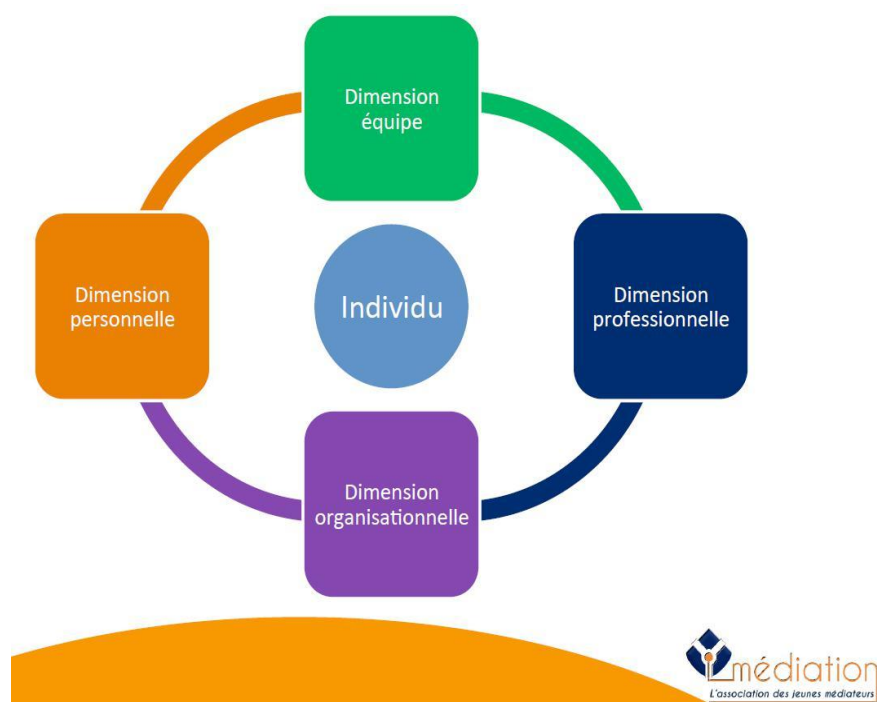 Dimension
équipe
Dimension
personnelle
Individu
Dimension
professionnelle
Dimension
organisationnelle
médiation
L'association des jeunes médiateurs